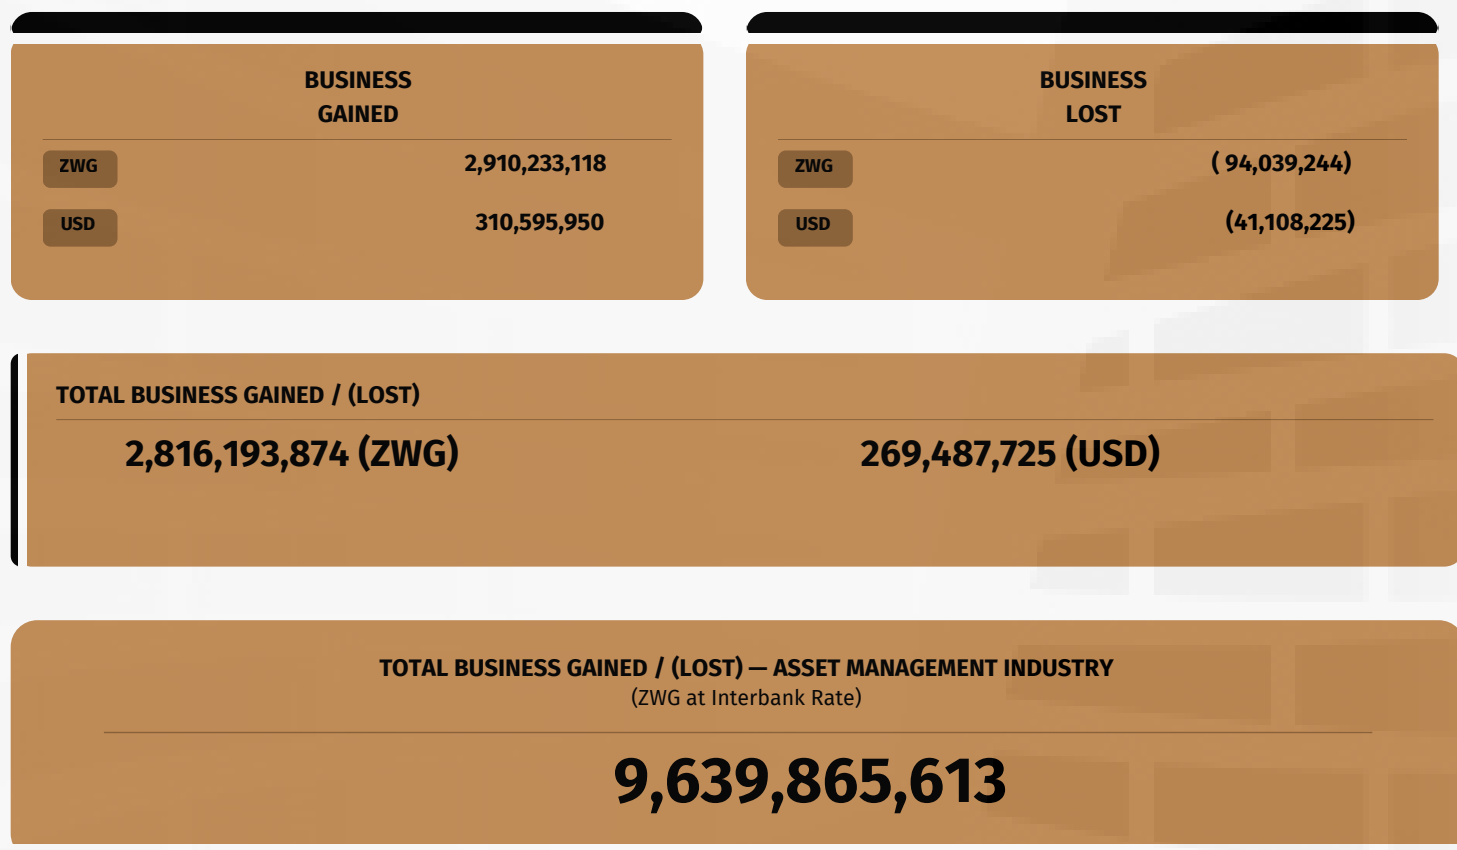 BUSINESS
GAINED
ZWG 2,910,233,118
USD 310,595,950
BUSINESS
LOST
ZWG ( 94,039,244)
USD (41,108,225)
TOTAL BUSINESS GAINED / (LOST)
2,816,193,874 (ZWG) 269,487,725 (USD)
TOTAL BUSINESS GAINED / (LOST) — ASSET MANAGEMENT INDUSTRY
(ZWG at Interbank Rate)
9,639,865,613